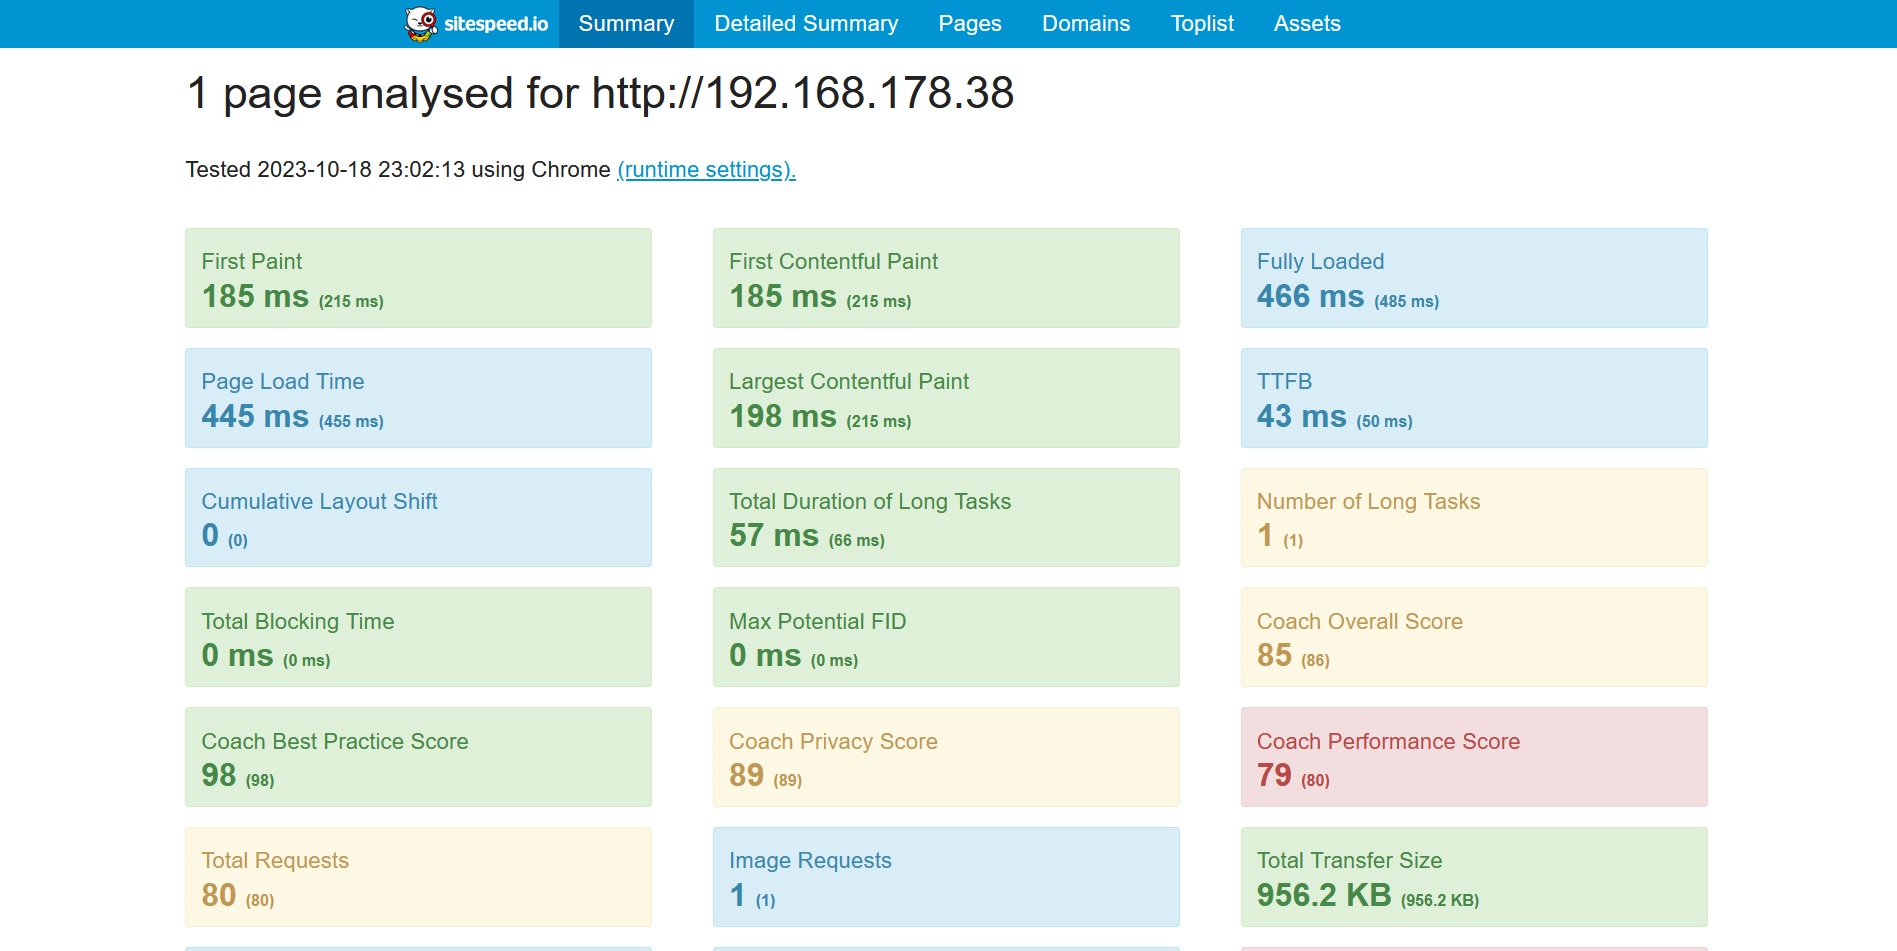 sitespeed.io Summary Detailed Summary Pages Domains Toplist Assets
1 page analysed for http://192.168.178.38
Tested 2023-10-18 23:02:13 using Chrome (runtime settings).
First Paint
185 ms (215 ms)
First Contentful Paint
185 ms (215 ms)
Fully Loaded
466 ms (485 ms)
Page Load Time
445 ms (455 ms)
Largest Contentful Paint
198 ms (215 ms)
TTFB
43 ms (50 ms)
Cumulative Layout Shift
0 (0)
Total Duration of Long Tasks
57 ms (66 ms)
Number of Long Tasks
1 (1)
Total Blocking Time
0 ms (0 ms)
Max Potential FID
0 ms (0 ms)
Coach Overall Score
85 (86)
Coach Best Practice Score
98 (98)
Coach Privacy Score
89 (89)
Coach Performance Score
79 (80)
Total Requests
80 (80)
Image Requests
1 (1)
Total Transfer Size
956.2 KB (956.2 KB)